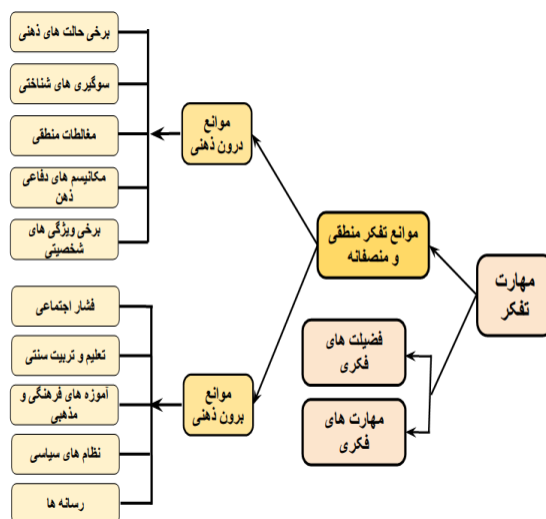 مهارت
تفکر
موانع تفکر منطقی
و منصفانه
فضیلت های
فکری
مهارت های
فکری
موانع
درون ذهنی
برخی حالت های ذهنی
سوگیری های شناختی
مغالطات منطقی
مکانیسم های دفاعی
ذهن
برخی ویژگی های
شخصیتی
موانع
برون ذهنی
فشار اجتماعی
تعلیم و تربیت سنتی
آموزه های فرهنگی و
مذهبی
نظام های سیاسی
رسانه ها